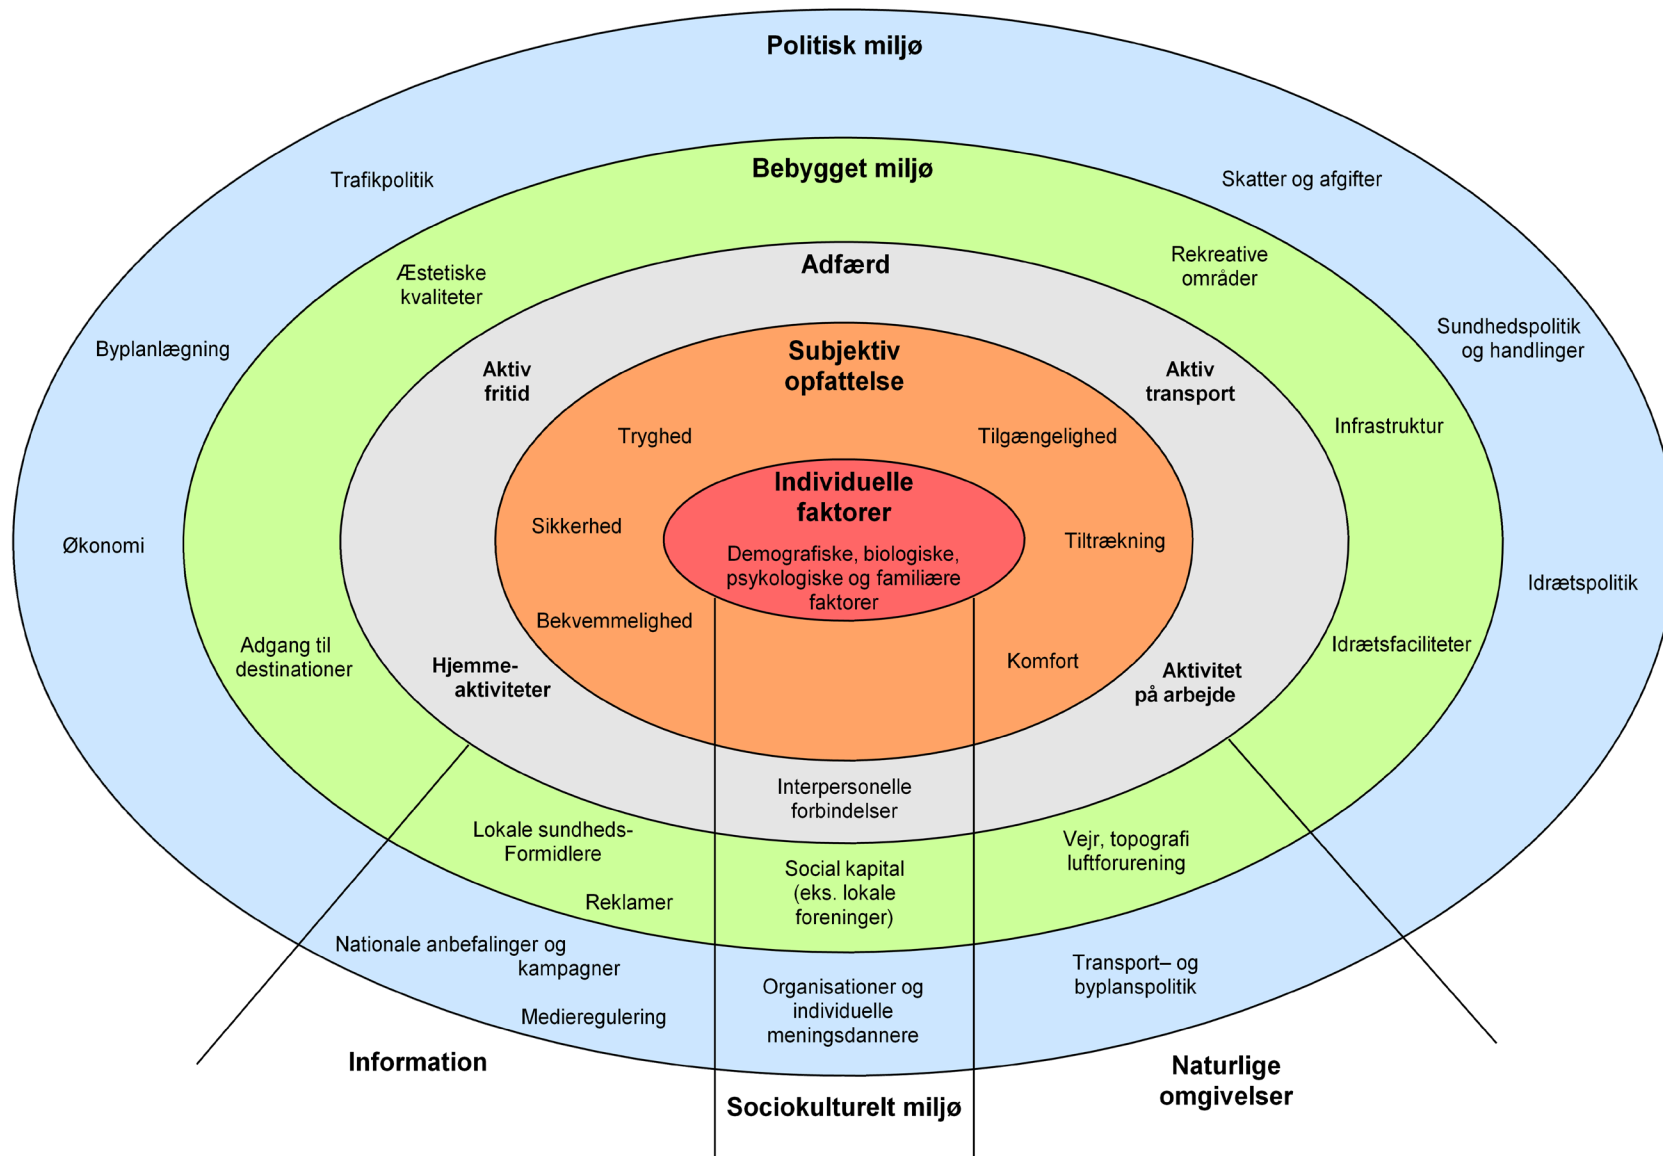 Politisk miljø
Trafikpolitik
Skatter og afgifter
Byplanlægning
Sundhedspolitik
og handlinger
Økonomi
Idrætspolitik
Bebygget miljø
Æstetiske
kvaliteter
Rekreative
områder
Infrastruktur
Adgang til
destinationer
Idrætsfaciliteter
Adfærd
Aktiv
fritid
Aktiv
transport
Hjemme-
aktiviteter
Aktivitet
på arbejde
Subjektiv
opfattelse
Tryghed
Tilgængelighed
Sikkerhed
Tiltrækning
Bekvemmelighed
Komfort
Individuelle
faktorer
Demografiske, biologiske,
psykologiske og familiære
faktorer
Interpersonelle
forbindelser
Lokale sundheds-
Formidlere
Reklamer
Social kapital
(eks. lokale
foreninger)
Vejr, topografi
luftforurening
Nationale anbefalinger og
kampagner
Medieregulering
Organisationer og
individuelle
meningsdannere
Transport– og
byplanspolitik
Information
Sociokulturelt miljø
Naturlige
omgivelser